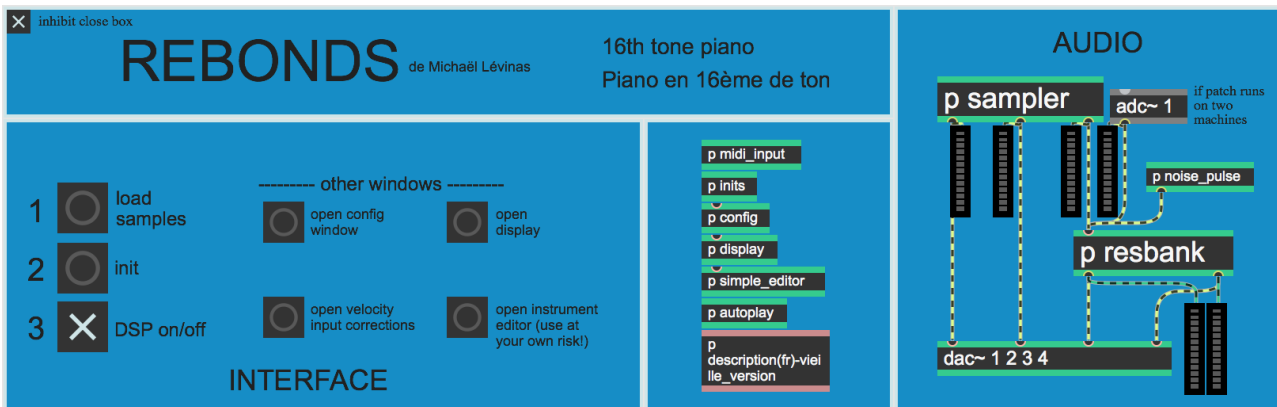 inhibit close box
REBONDS de Michaël Lévinas
16th tone piano
Piano en 16ème de ton
1 load
samples
2 init
3 DSP on/off
--------- other windows ---------
open config
window
open
display
open velocity
input corrections
open instrument
editor (use at
your own risk!)
INTERFACE
p midi_input
p inits
p config
p display
p simple_editor
p autoplay
p
description(fr)-viei
lle_version
AUDIO
p sampler
adc~ 1
if patch runs
on two
machines
p noise_pulse
p resbank
dac~ 1 2 3 4